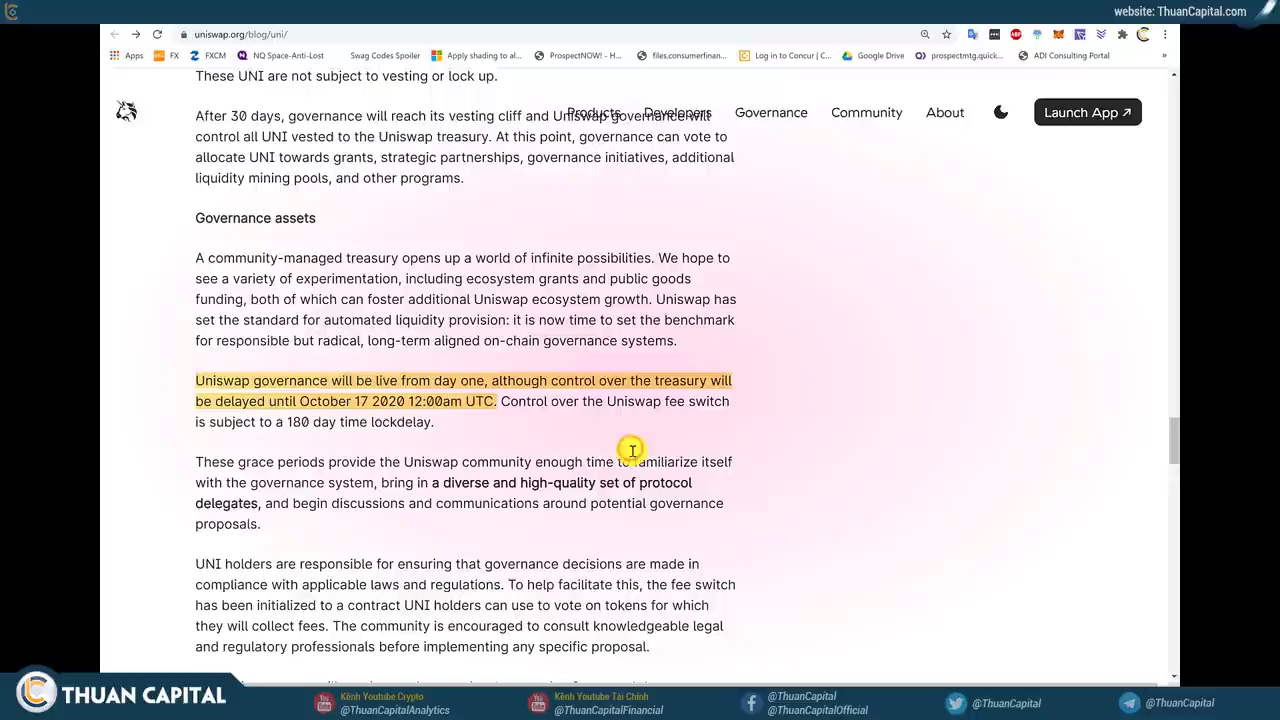 website: ThuanCapital.com
uniswap.org/blog/uni/
Apps
FX
FXCM
NQ Space-Anti-Lost
Swag Codes Spoiler
Apply shading to al...
ProspectNOW! - H...
files.consumerfinan...
Log in to Concur | C...
Google Drive
prospectmtg.quick...
ADI Consulting Portal
»
These UNI are not subject to vesting or lock up.
Products
Developers
Governance
Community
About
Launch App ↗
After 30 days, governance will reach its vesting cliff and Uniswap governance will
control all UNI vested to the Uniswap treasury. At this point, governance can vote to
allocate UNI towards grants, strategic partnerships, governance initiatives, additional
liquidity mining pools, and other programs.
Governance assets
A community-managed treasury opens up a world of infinite possibilities. We hope to
see a variety of experimentation, including ecosystem grants and public goods
funding, both of which can foster additional Uniswap ecosystem growth. Uniswap has
set the standard for automated liquidity provision: it is now time to set the benchmark
for responsible but radical, long-term aligned on-chain governance systems.
Uniswap governance will be live from day one, although control over the treasury will
be delayed until October 17 2020 12:00am UTC. Control over the Uniswap fee switch
is subject to a 180 day time lockdelay.
These grace periods provide the Uniswap community enough time to familiarize itself
with the governance system, bring in a diverse and high-quality set of protocol
delegates, and begin discussions and communications around potential governance
proposals.
UNI holders are responsible for ensuring that governance decisions are made in
compliance with applicable laws and regulations. To help facilitate this, the fee switch
has been initialized to a contract UNI holders can use to vote on tokens for which
they will collect fees. The community is encouraged to consult knowledgeable legal
and regulatory professionals before implementing any specific proposal.
THUAN CAPITAL
Kênh Youtube Crypto
@ThuanCapitalAnalytics
Kênh Youtube Tài Chính
@ThuanCapitalFinancial
@ThuanCapital
@ThuanCapitalOfficial
@ThuanCapital
@ThuanCapital